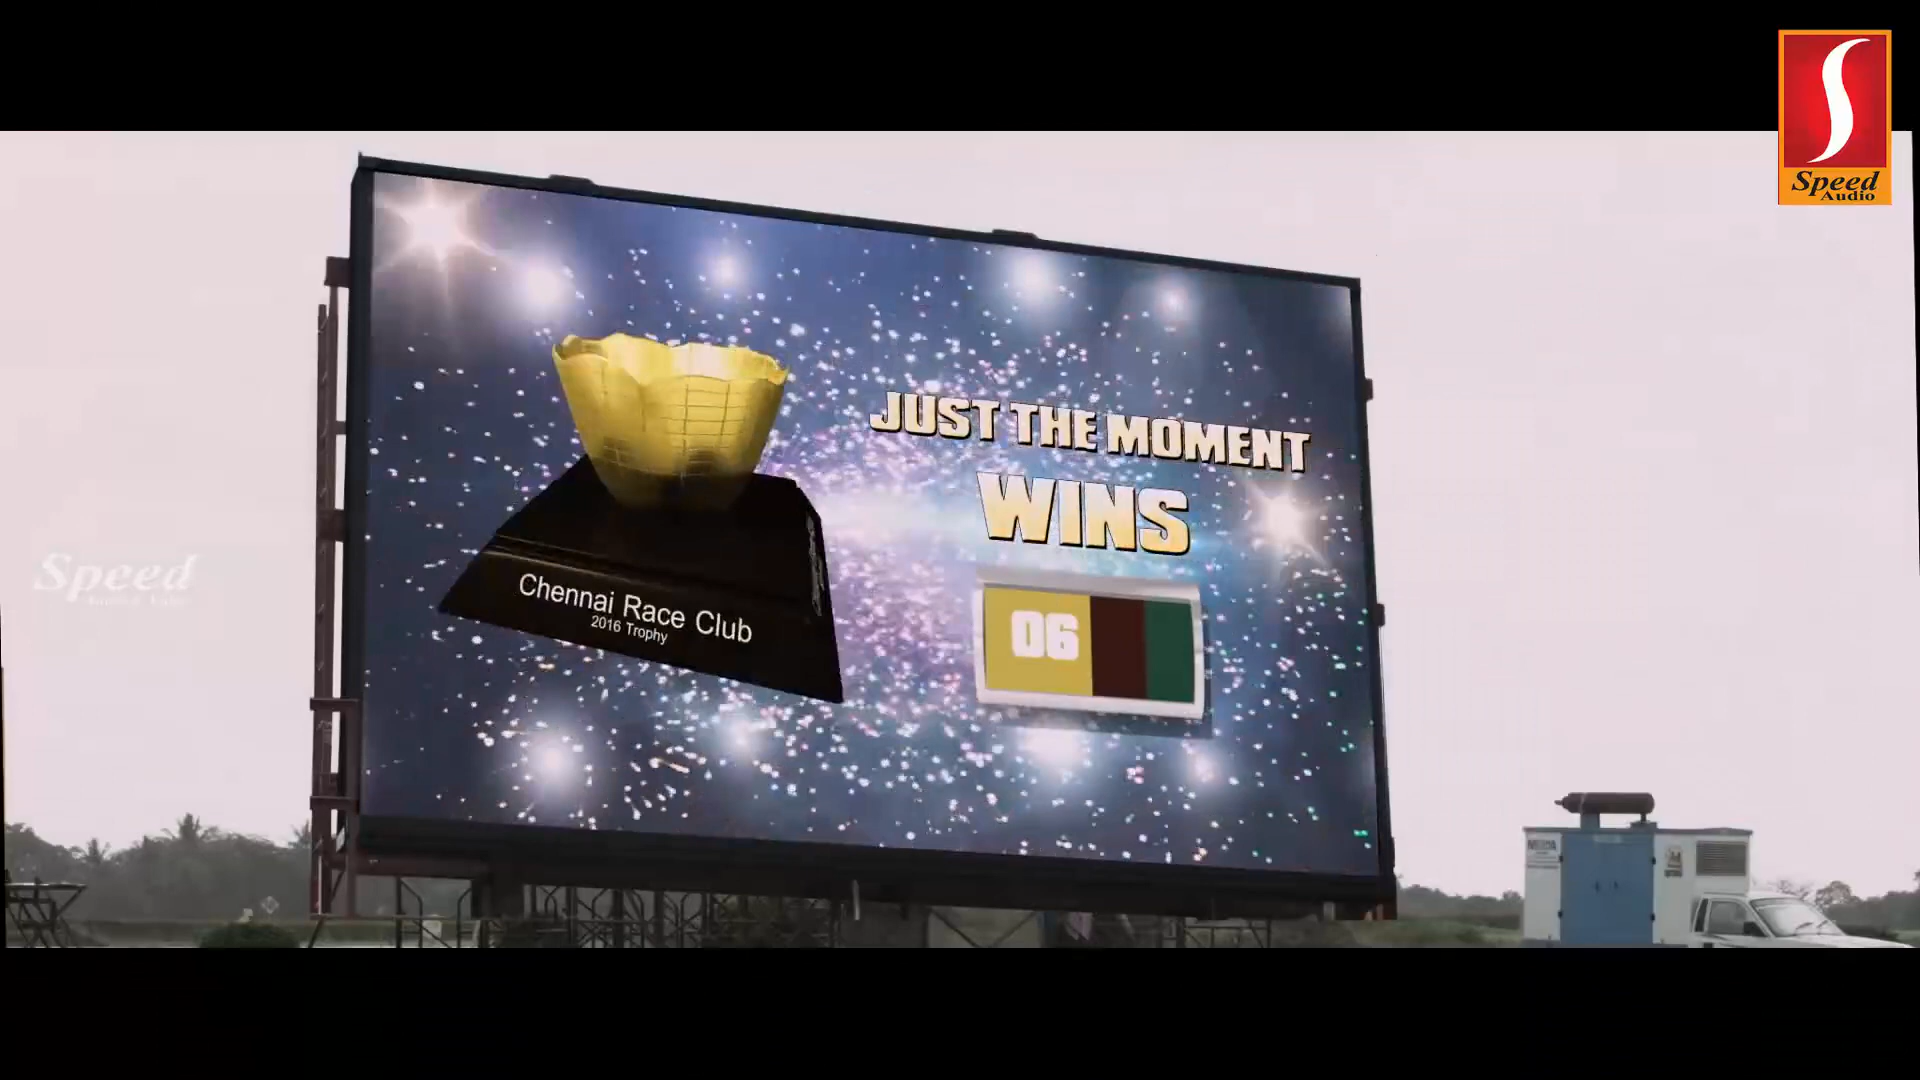 S
Speed
Audio
JUST THE MOMENT
WINS
06
Chennai Race Club
2016 Trophy
Speed